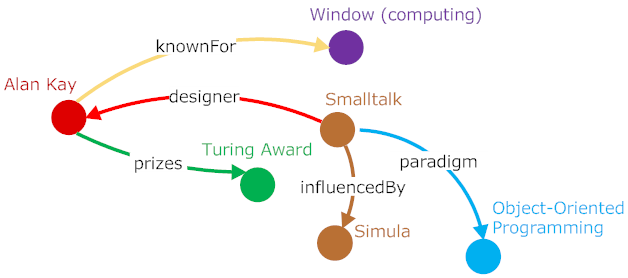 Window (computing)
knownFor
Alan Kay
designer
Smalltalk
Turing Award
prizes
paradigm
influencedBy
Object-Oriented
Programming
Simula